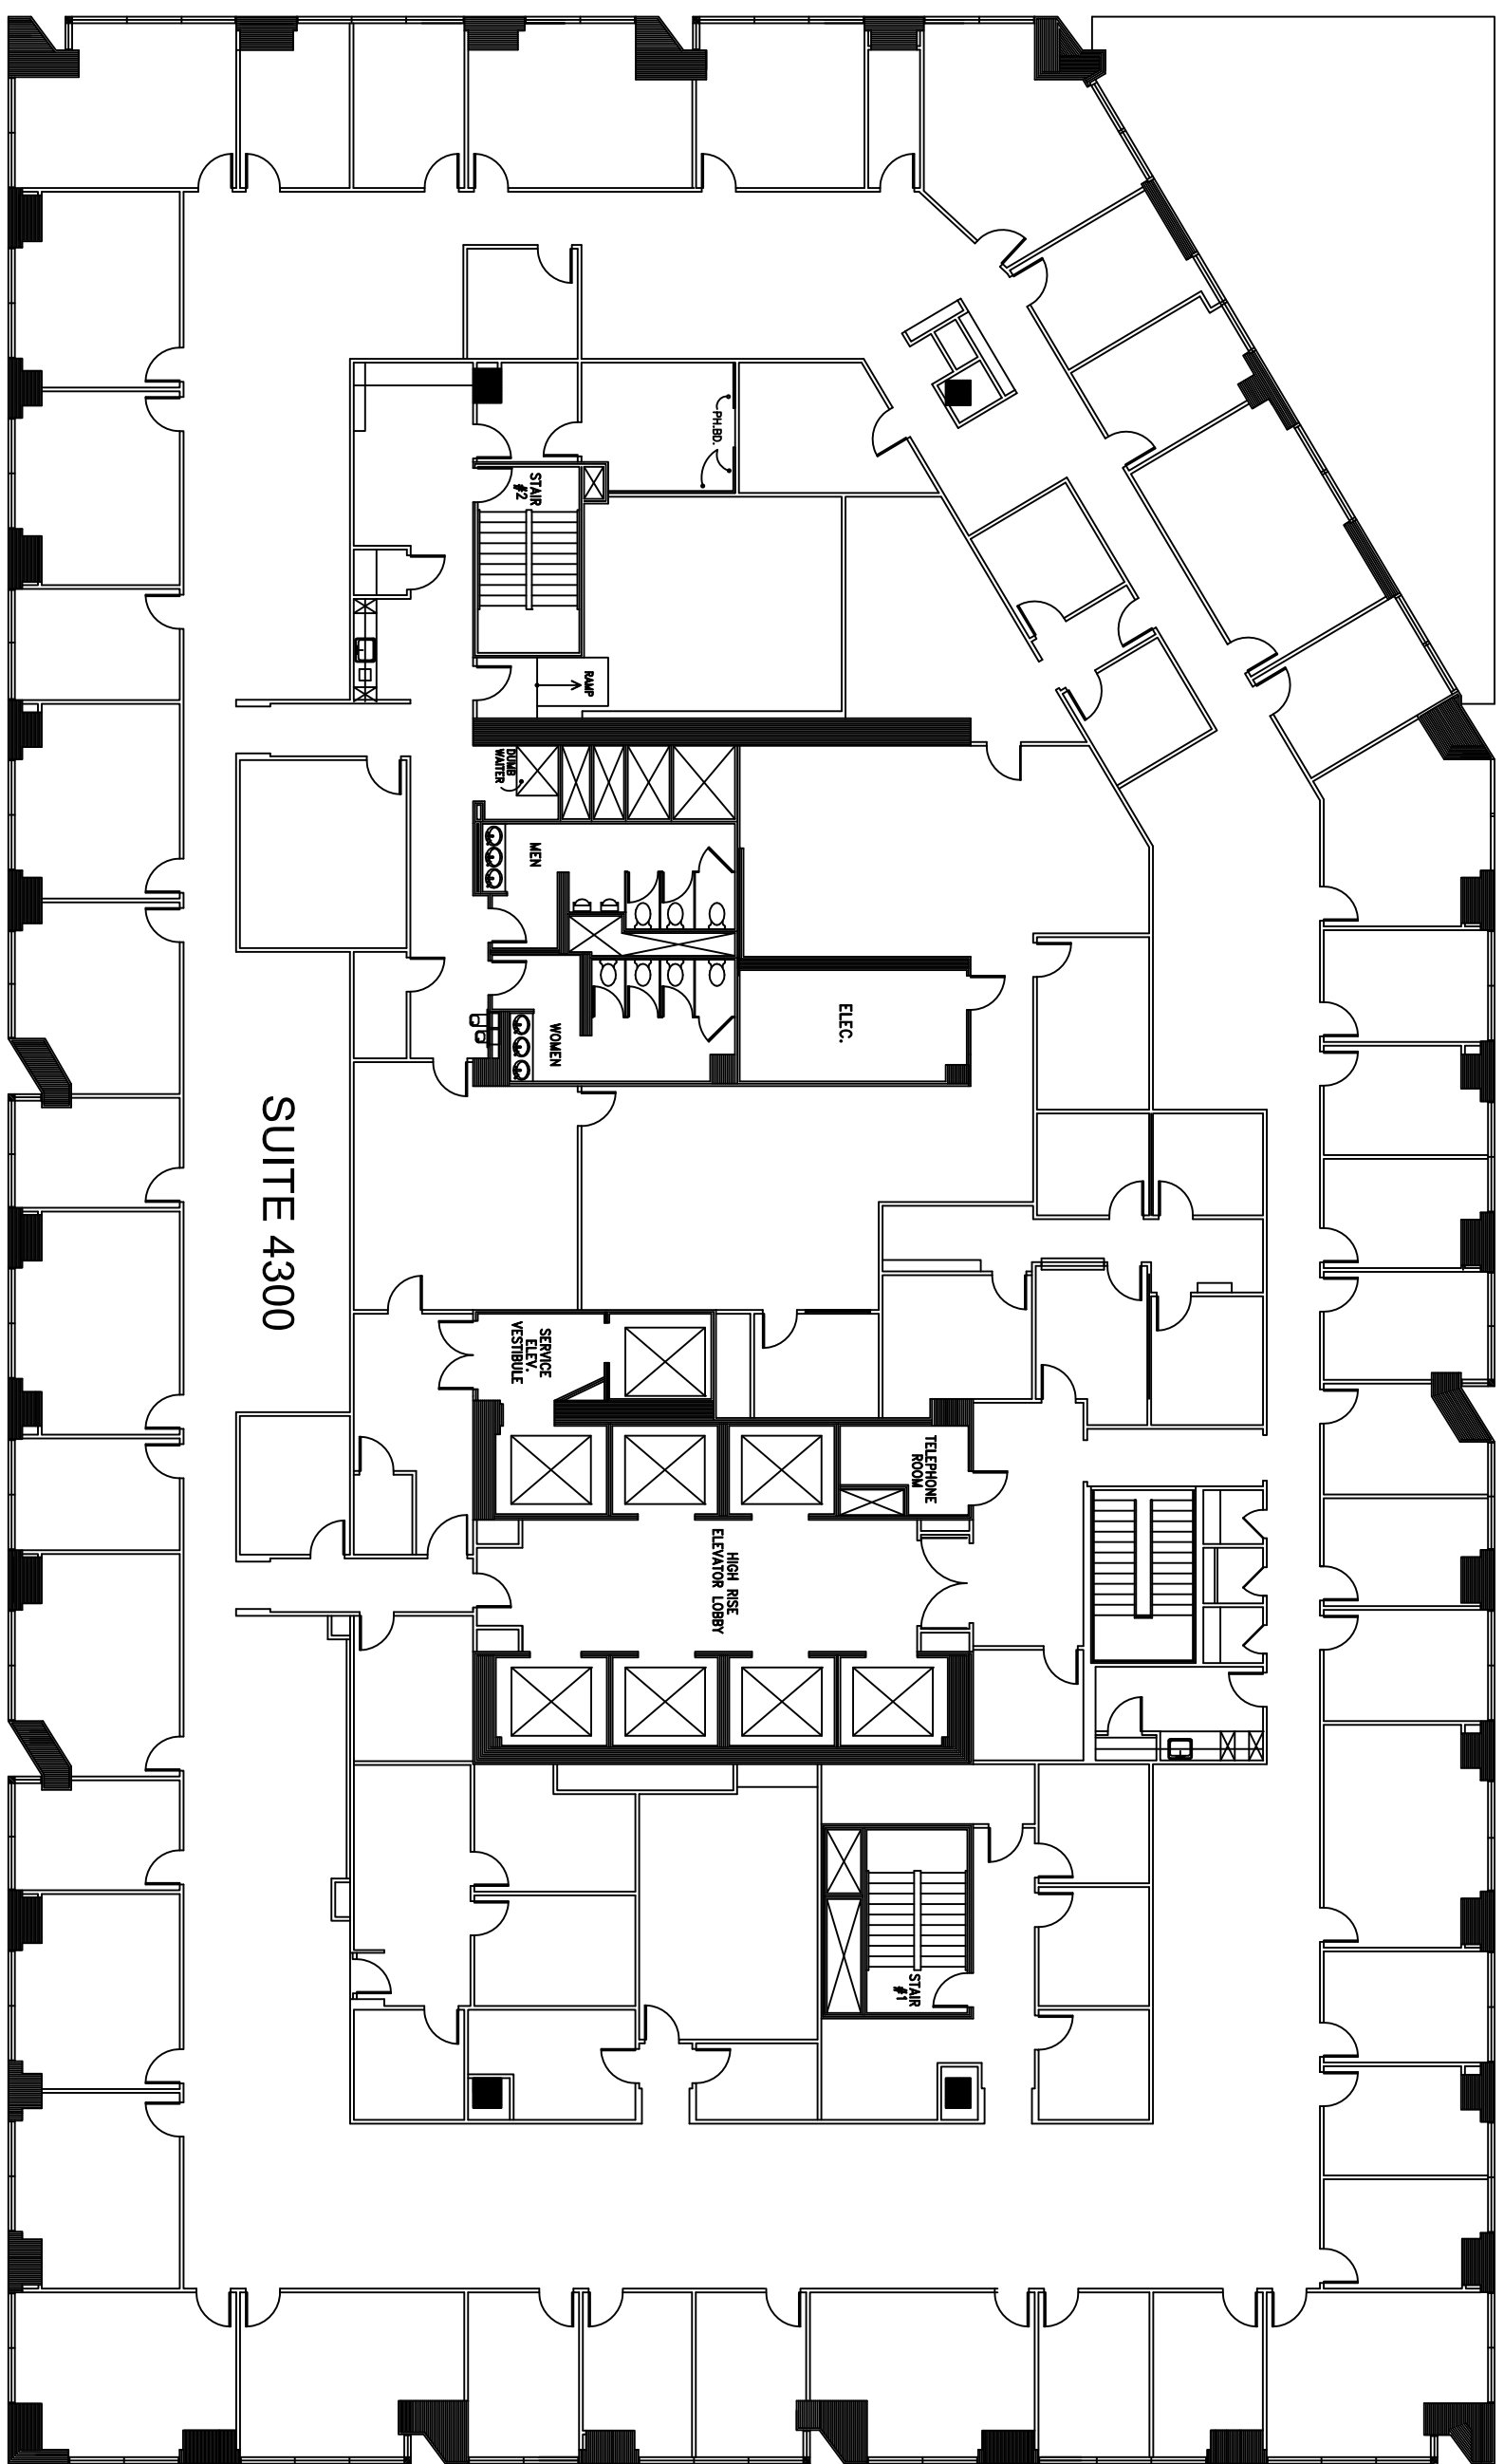 PH.BD.
STAIR
#2
RAMP
DUMB
WAITER
MEN
WOMEN
ELEC.
SUITE 4300
SERVICE
ELEV.
VESTIBULE
TELEPHONE
ROOM
HIGH RISE
ELEVATOR LOBBY
STAIR
#1